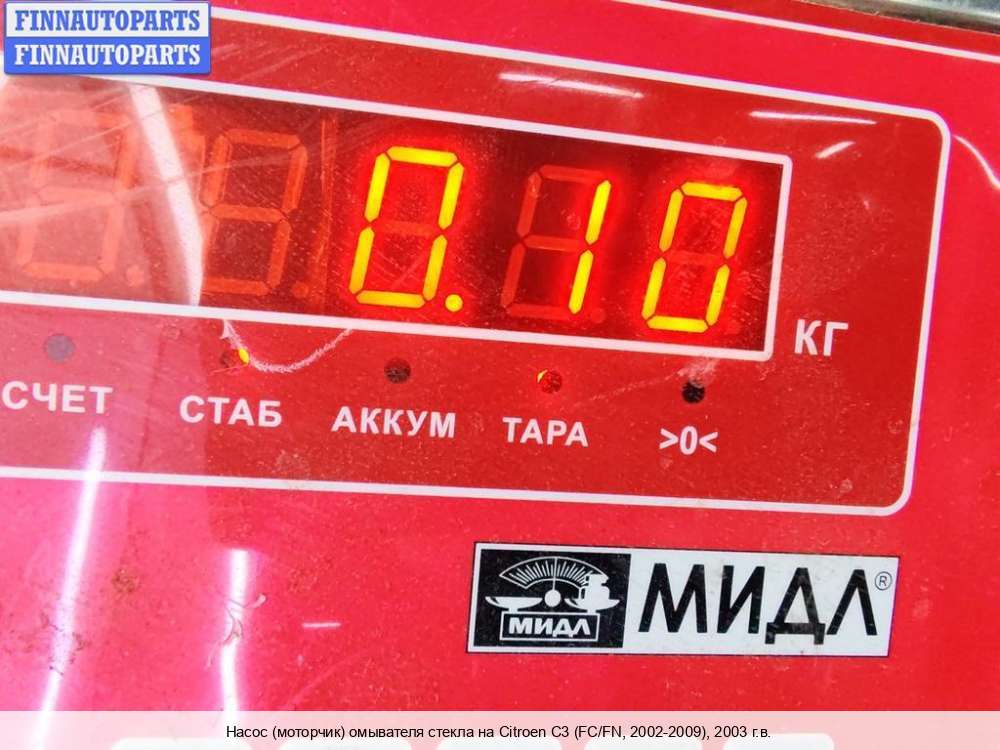 FINNAUTOPARTS
FINNAUTOPARTS
0.10
КГ
СЧЕТ СТАБ АККУМ ТАРА >0<
МИДЛ МИДЛ®
Насос (моторчик) омывателя стекла на Citroen C3 (FC/FN, 2002-2009), 2003 г.в.